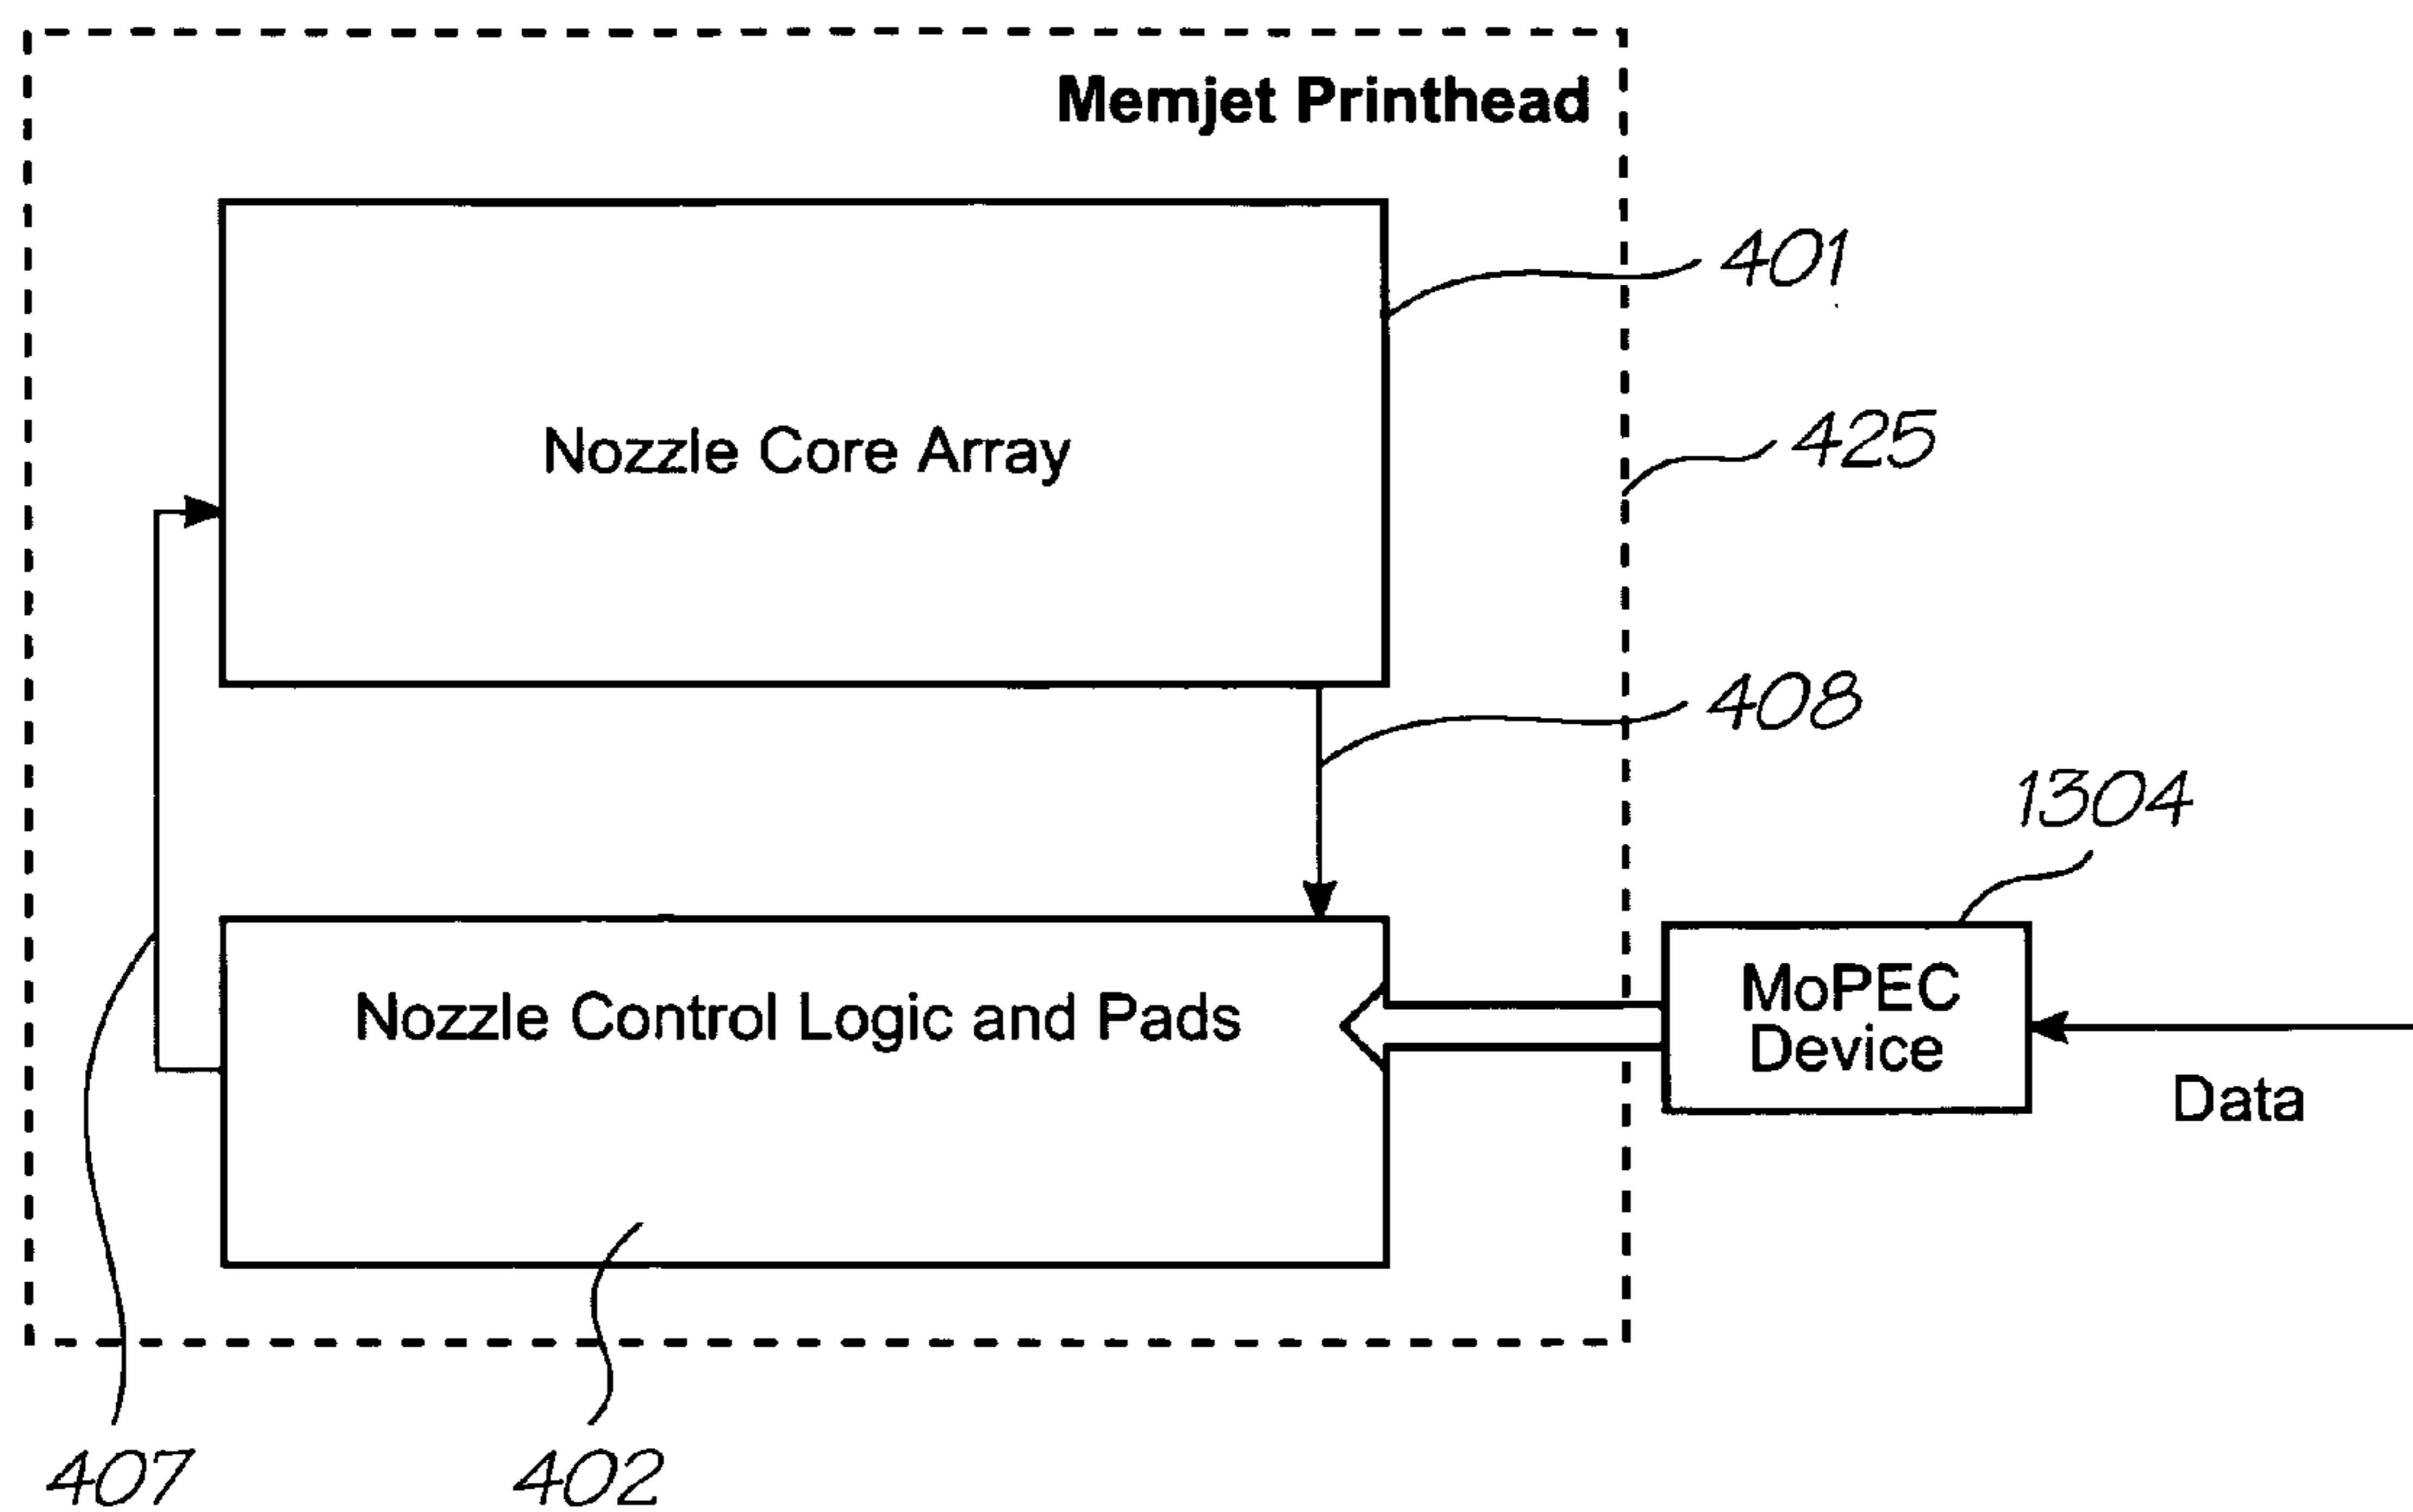 Memjet Printhead
401
Nozzle Core Array
425
408
1304
Nozzle Control Logic and Pads
MoPEC
Device
Data
407
402